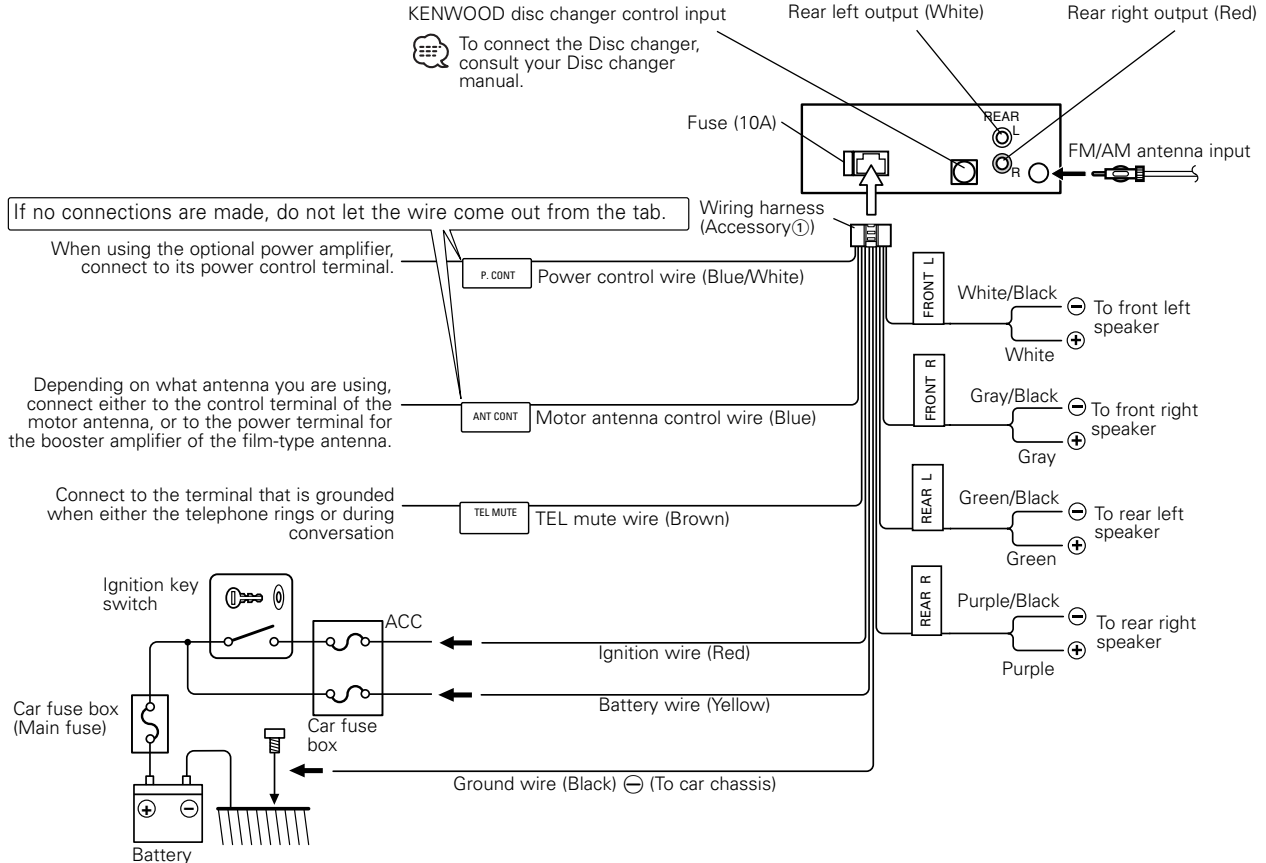 KENWOOD disc changer control input
Rear left output (White)
Rear right output (Red)
To connect the Disc changer,
consult your Disc changer
manual.
REAR
L
R
Fuse (10A)
FM/AM antenna input
If no connections are made, do not let the wire come out from the tab.
Wiring harness
(Accessory①)
When using the optional power amplifier,
connect to its power control terminal.
P. CONT
Power control wire (Blue/White)
FRONT L
White/Black
⊖ To front left
speaker
⊕
White
Depending on what antenna you are using,
connect either to the control terminal of the
motor antenna, or to the power terminal for
the booster amplifier of the film-type antenna.
ANT CONT
Motor antenna control wire (Blue)
FRONT R
Gray/Black
⊖ To front right
speaker
⊕
Gray
Connect to the terminal that is grounded
when either the telephone rings or during
conversation
TEL MUTE
TEL mute wire (Brown)
REAR L
Green/Black
⊖ To rear left
speaker
⊕
Green
REAR R
Purple/Black
⊖ To rear right
speaker
⊕
Purple
Ignition key
switch
ACC
Ignition wire (Red)
Battery wire (Yellow)
Car fuse box
(Main fuse)
Car fuse
box
Ground wire (Black) ⊖ (To car chassis)
⊕ ⊖
Battery